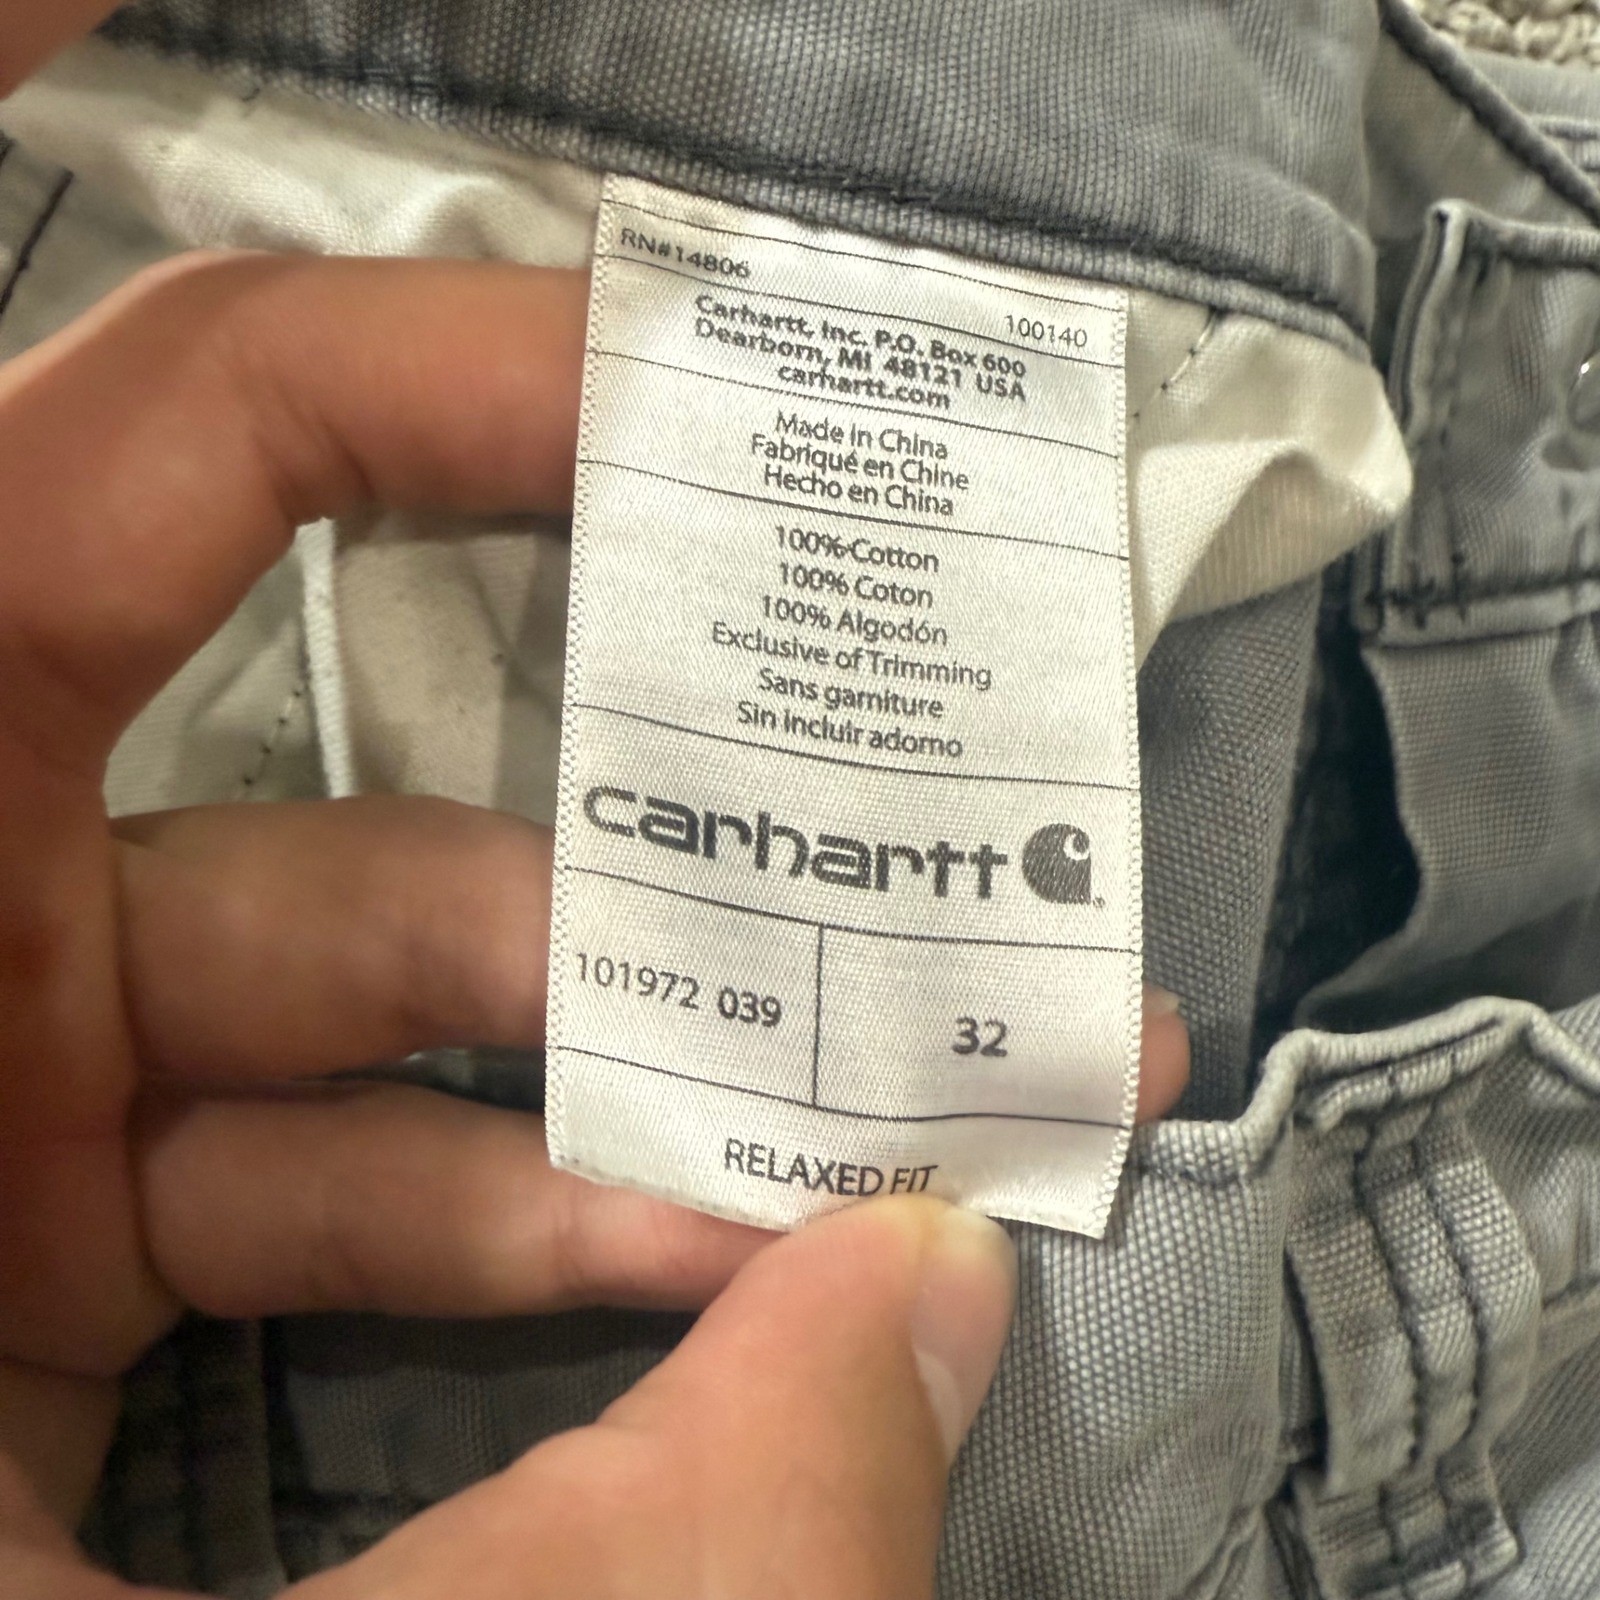 RN#14806
100140
Carhartt, Inc. P.O. Box 600
Dearborn, MI 48121 USA
carhartt.com
Made in China
Fabriqué en Chine
Hecho en China
100% Cotton
100% Coton
100% Algodón
Exclusive of Trimming
Sans garniture
Sin incluir adorno
carhartt
101972 039
32
RELAXED FIT